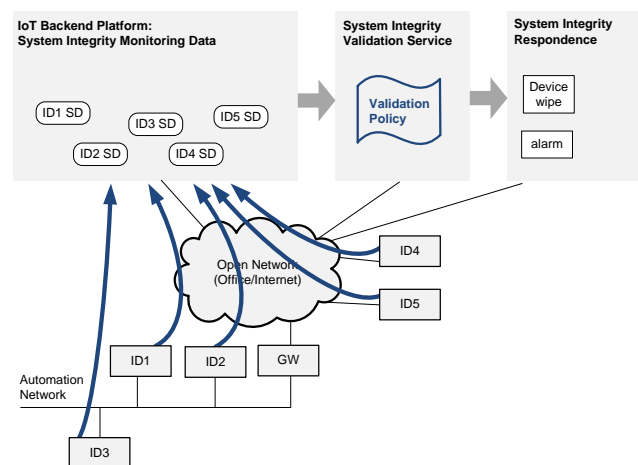 IoT Backend Platform:
System Integrity Monitoring Data
System Integrity
Validation Service
System Integrity
Respondence
ID1 SD
ID2 SD
ID3 SD
ID4 SD
ID5 SD
Validation
Policy
Device
wipe
alarm
Open Network
(Office/Internet)
ID4
ID5
ID1
ID2
GW
Automation
Network
ID3